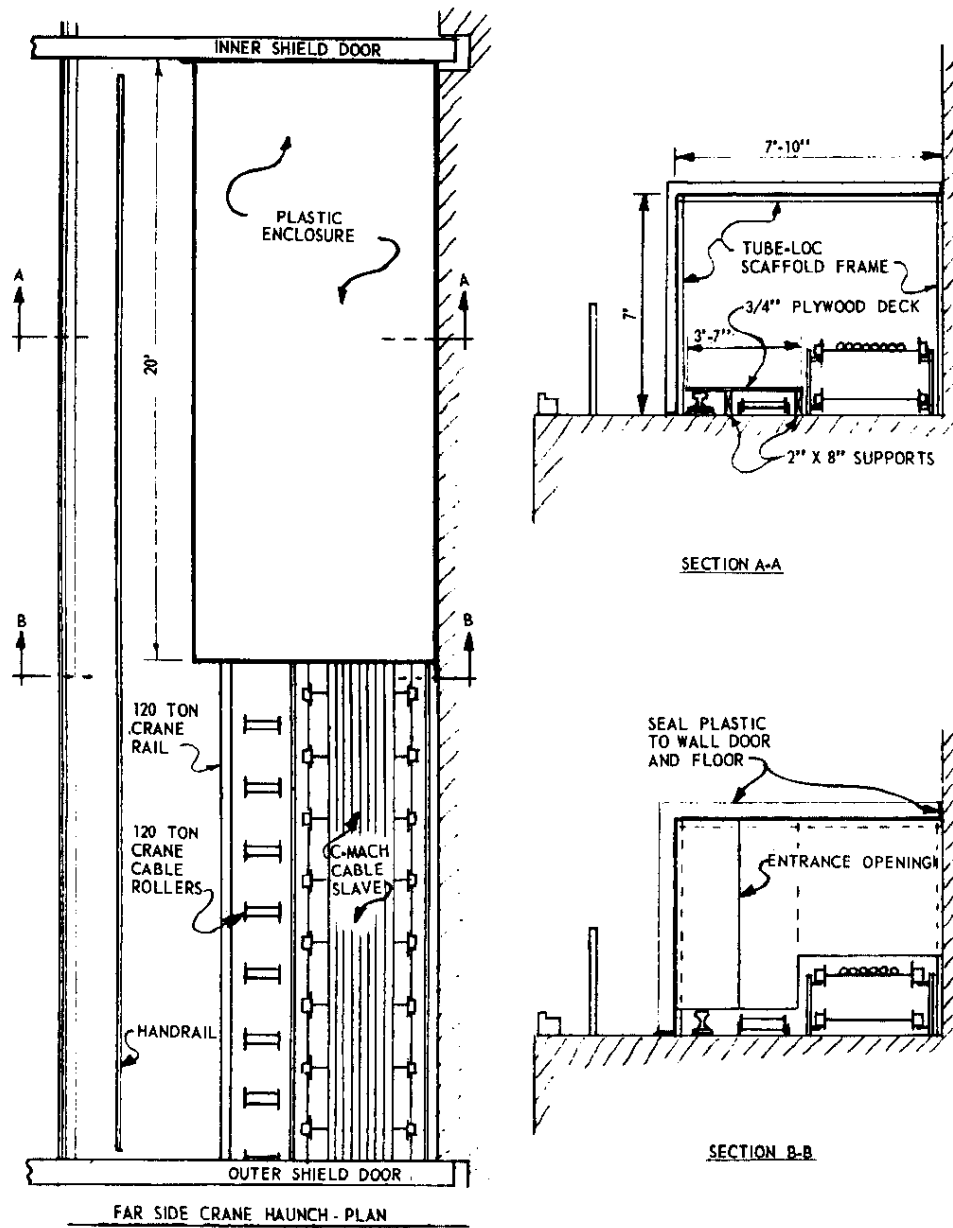 INNER SHIELD DOOR
PLASTIC
ENCLOSURE
A
A
20'
B
B
120 TON
CRANE
RAIL
120 TON
CRANE
CABLE
ROLLERS
C-MACH
CABLE
SLAVE
HANDRAIL
OUTER SHIELD DOOR
FAR SIDE CRANE HAUNCH - PLAN
7'-10"
TUBE-LOC
SCAFFOLD FRAME
3/4" PLYWOOD DECK
7'
3'-7"
2" X 8" SUPPORTS
SECTION A-A
SEAL PLASTIC
TO WALL DOOR
AND FLOOR
ENTRANCE OPENING
SECTION B-B